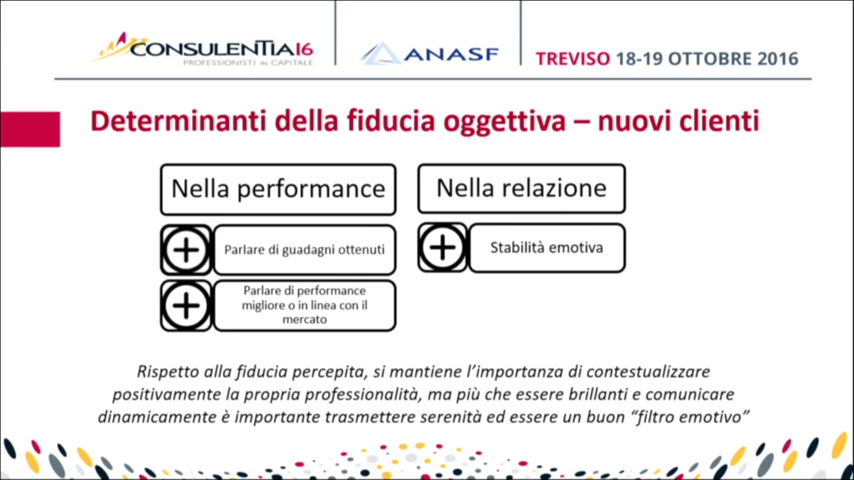 CONSULENTIA16
PROFESSIONISTI IN CAPITALE
ANASF
TREVISO 18-19 OTTOBRE 2016
Determinanti della fiducia oggettiva – nuovi clienti
Nella performance
Parlare di guadagni ottenuti
Parlare di performance
migliore o in linea con il
mercato
Nella relazione
Stabilità emotiva
Rispetto alla fiducia percepita, si mantiene l'importanza di contestualizzare
positivamente la propria professionalità, ma più che essere brillanti e comunicare
dinamicamente è importante trasmettere serenità ed essere un buon “filtro emotivo”